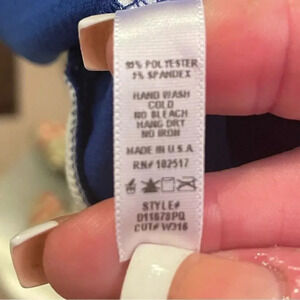 95% POLYESTER
5% SPANDEX
HAND WASH
COLD
NO BLEACH
HANG DRY
NO IRON
MADE IN U.S.A.
RN# 102517
STYLE#
D11678PQ
CUT# W316